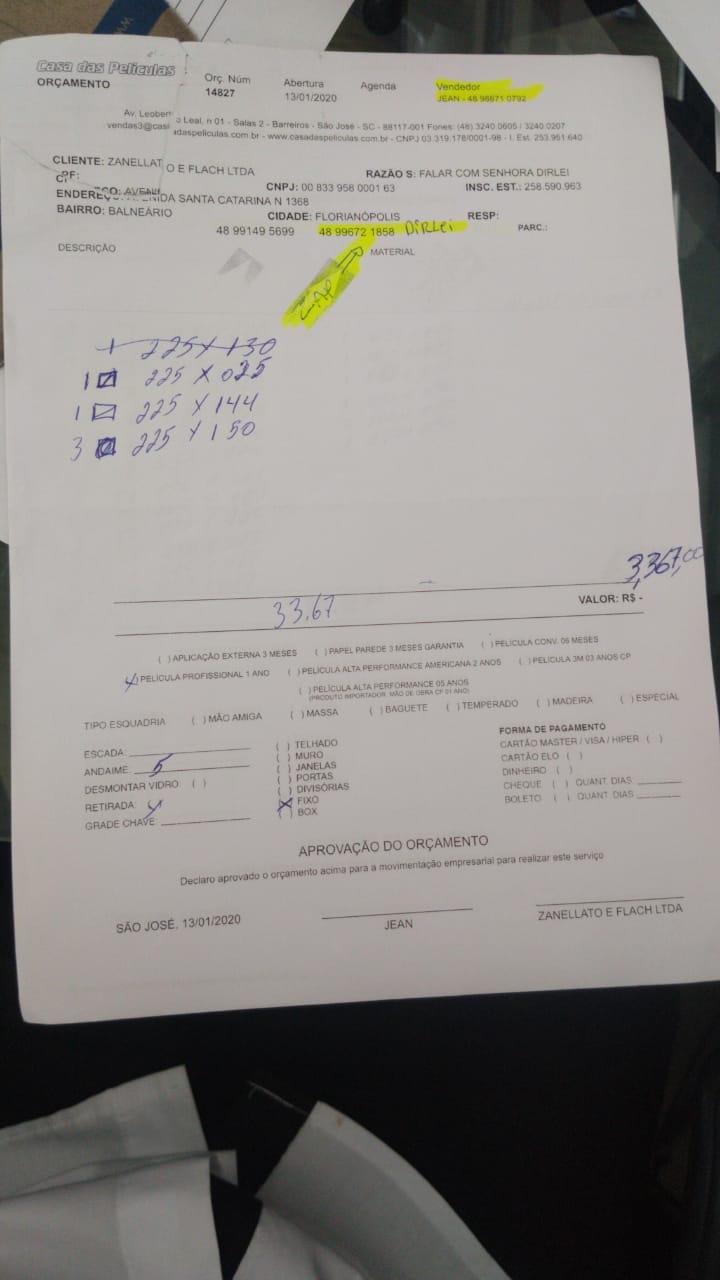 Casa das Películas
ORÇAMENTO
Orç. Núm
14827
Abertura
13/01/2020
Agenda
Vendedor
JEAN - 48 98871 0792
Av. Leober o Leal, n 01 - Salas 2 - Barreiros - São José - SC - 88117-001 Fones: (48) 3240 0605 / 3240 0207
vendas3@casa adaspeliculas.com.br - www.casadaspeliculas.com.br - CNPJ 03.319.178/0001-98 - I. Est. 253.951.640
CLIENTE: ZANELLAT O E FLACH LTDA
RAZÃO S: FALAR COM SENHORA DIRLEI
CPF:
CNPJ: 00 833 958 0001 63
INSC. EST.: 258.590.963
ENDEREÇO: AVENIDA SANTA CATARINA N 1368
BAIRRO: BALNEÁRIO
CIDADE: FLORIANÓPOLIS
RESP:
48 99149 5699
48 99672 1858 DIRLEI
PARC.:
DESCRIÇÃO
MATERIAL
1 225 X 130
1 225 X 025
1 225 X 144
3 225 X 150
3,367,00
33,67
VALOR: R$ -
( ) APLICAÇÃO EXTERNA 3 MESES ( ) PAPEL PAREDE 3 MESES GARANTIA ( ) PELÍCULA CONV. 06 MESES
X) PELÍCULA PROFISSIONAL 1 ANO ( ) PELÍCULA ALTA PERFORMANCE AMERICANA 2 ANOS ( ) PELÍCULA 3M 03 ANOS CP
( ) PELÍCULA ALTA PERFORMANCE 05 ANOS
(PRODUTO IMPORTADOR. MÃO DE OBRA CP 01 ANO)
TIPO ESQUADRIA ( ) MÃO AMIGA ( ) MASSA ( ) BAGUETE ( ) TEMPERADO ( ) MADEIRA ( ) ESPECIAL
ESCADA:
ANDAIME: 5
DESMONTAR VIDRO: ( )
RETIRADA: X
GRADE CHAVE:
( ) TELHADO
( ) MURO
( ) JANELAS
( ) PORTAS
( ) DIVISÓRIAS
(X) FIXO
( ) BOX
FORMA DE PAGAMENTO
CARTÃO MASTER / VISA / HIPER ( )
CARTÃO ELO ( )
DINHEIRO ( )
CHEQUE ( ) QUANT DIAS
BOLETO ( ) QUANT DIAS
APROVAÇÃO DO ORÇAMENTO
Declaro aprovado o orçamento acima para a movimentação empresarial para realizar este serviço
SÃO JOSÉ, 13/01/2020
JEAN
ZANELLATO E FLACH LTDA